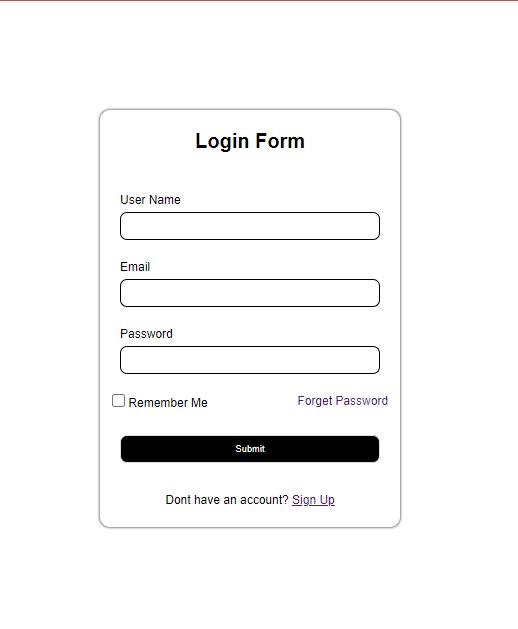 Login Form
User Name
Email
Password
Remember Me Forget Password
Submit
Dont have an account? Sign Up